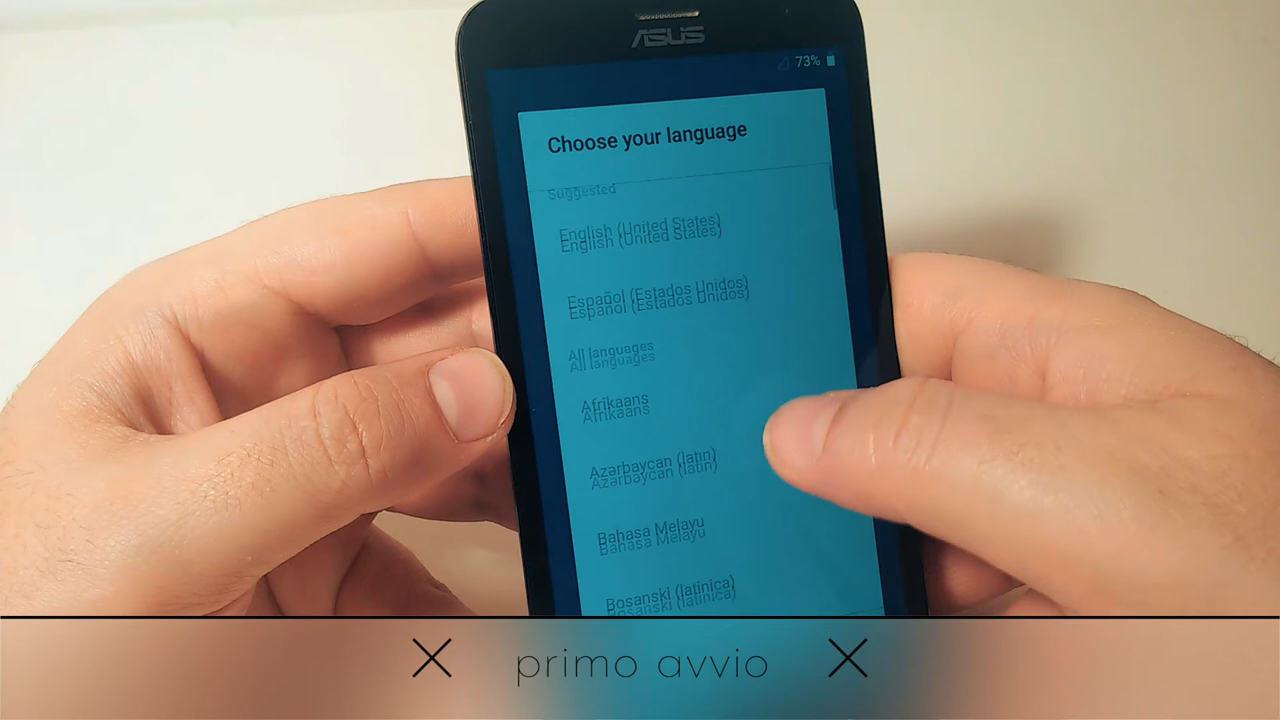 ASUS
73%
Choose your language
Suggested
English (United States)
Español (Estados Unidos)
All languages
Afrikaans
Azərbaycan (latın)
Bahasa Melayu
Bosanski (latinica)
primo avvio